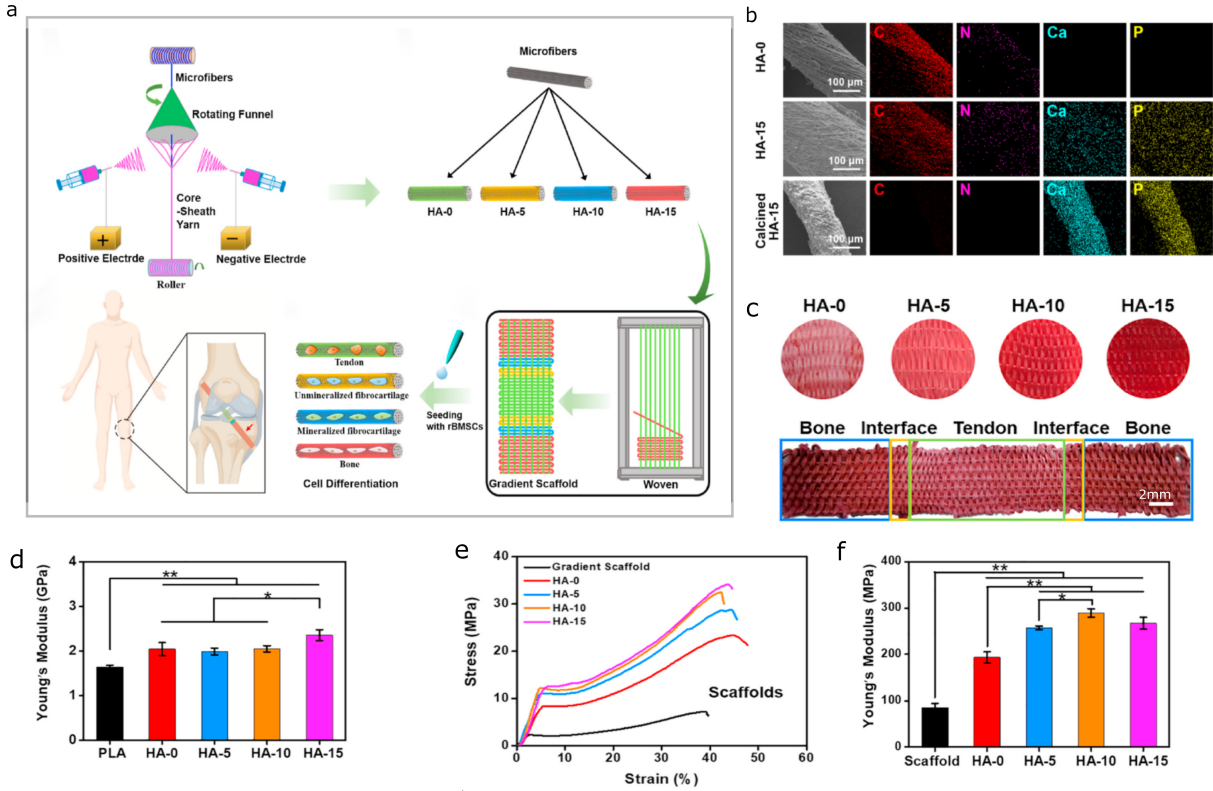 a
Microfibers
Rotating Funnel
Core
-Sheath
Yarn
+
−
Positive Electrde
Negative Electrde
Roller
Microfibers
HA-0 HA-5 HA-10 HA-15
Tendon
Unmineralized fibrocartilage
Mineralized fibrocartilage
Bone
Cell Differentiation
Seeding
with rBMSCs
Gradient Scaffold
Woven
b
HA-0
100 μm
C N Ca P
HA-15
100 μm
C N Ca P
Calcined
HA-15
100 μm
C N Ca P
c
HA-0 HA-5 HA-10 HA-15
Bone Interface Tendon Interface Bone
2mm
d
Young's Modulus (GPa)
4
3
2
1
0
**
*
PLA HA-0 HA-5 HA-10 HA-15
e
Stress (MPa)
40
30
20
10
0
Gradient Scaffold
HA-0
HA-5
HA-10
HA-15
Scaffolds
0 10 20 30 40 50 60
Strain (%)
f
Young's Modulus (MPa)
400
300
200
100
0
**
**
*
Scaffold HA-0 HA-5 HA-10 HA-15